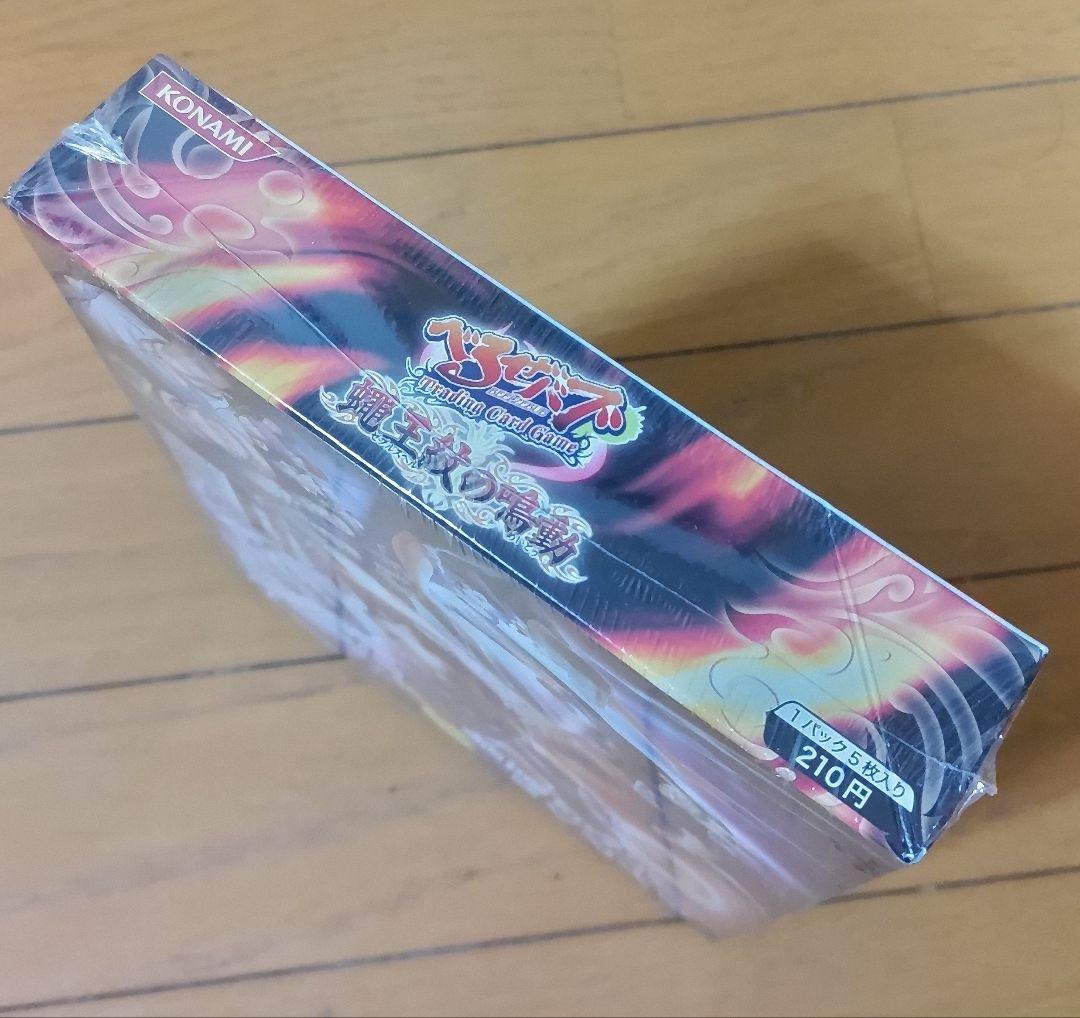 KONAMI
べるぜバブ
Trading Card Game
蠅王紋の鳴動
1パック5枚入り
210円